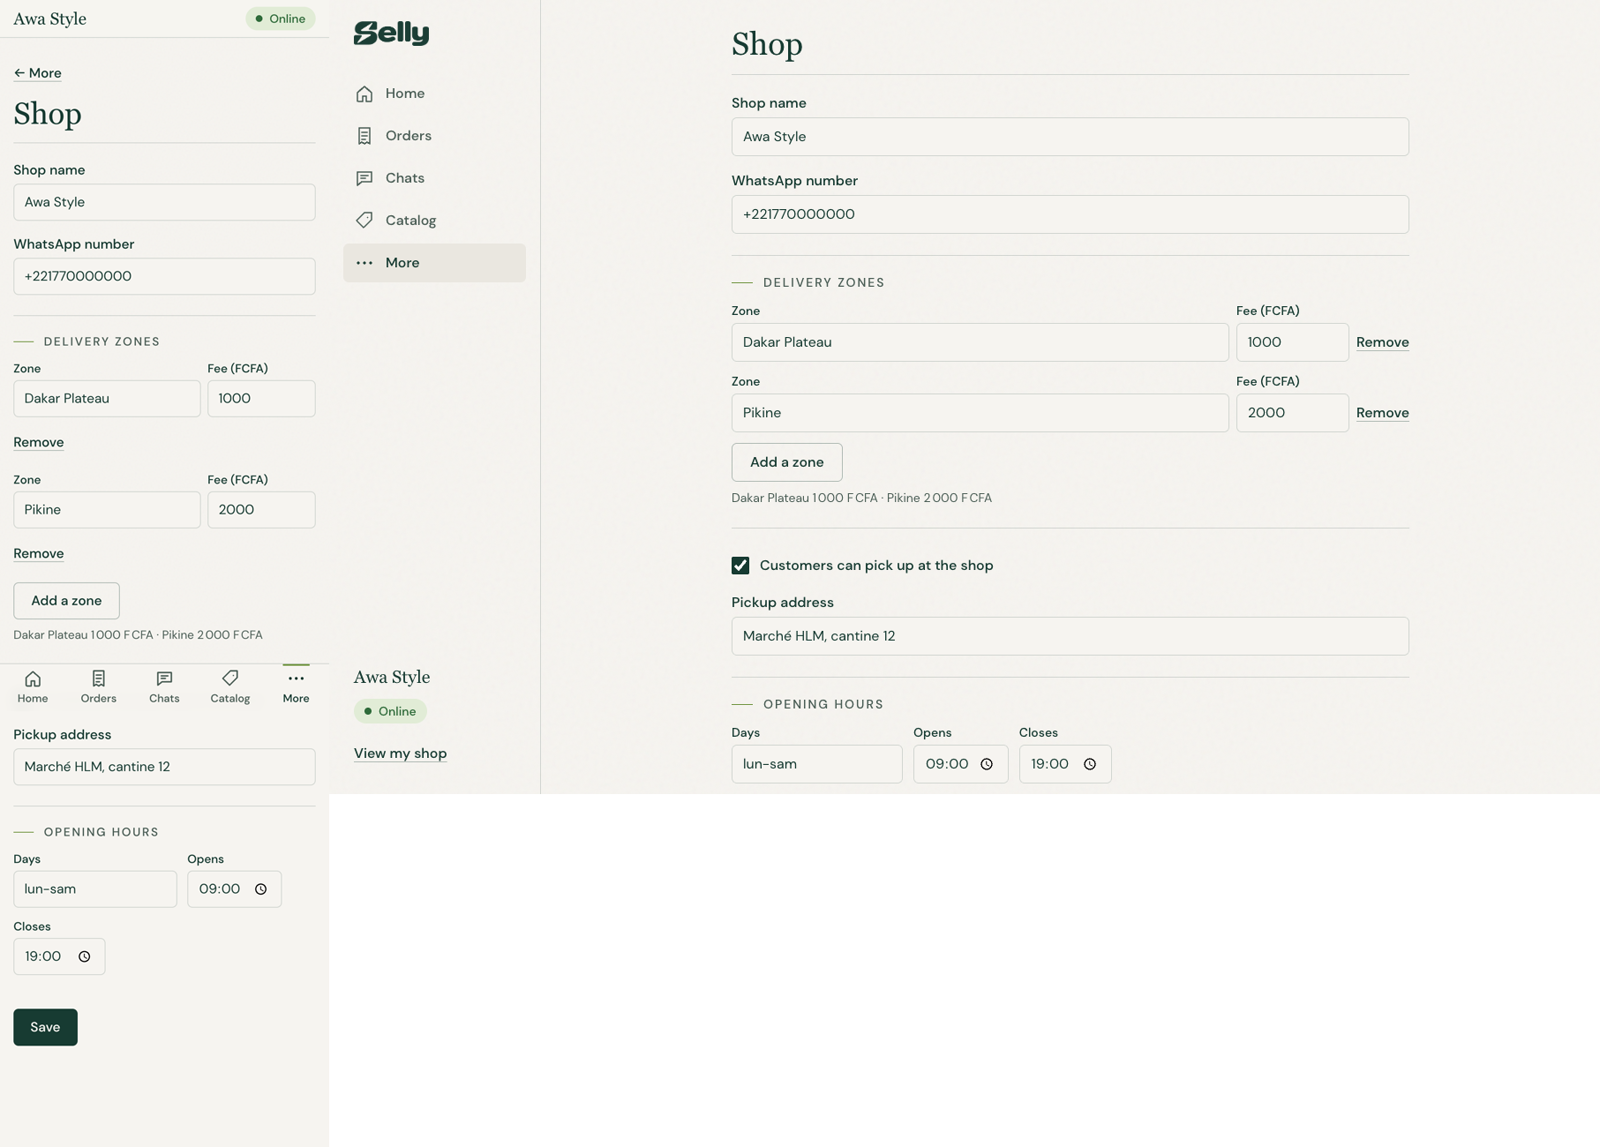 Awa Style
Online
← More
Shop
Shop name
Awa Style
WhatsApp number
+221770000000
DELIVERY ZONES
Zone
Fee (FCFA)
Dakar Plateau
1000
Remove
Zone
Fee (FCFA)
Pikine
2000
Remove
Add a zone
Dakar Plateau 1 000 F CFA · Pikine 2 000 F CFA
Home
Orders
Chats
Catalog
More
Pickup address
Marché HLM, cantine 12
OPENING HOURS
Days
Opens
lun-sam
09:00
Closes
19:00
Save
Selly
Home
Orders
Chats
Catalog
More
Awa Style
Online
View my shop
Shop
Shop name
Awa Style
WhatsApp number
+221770000000
DELIVERY ZONES
Zone
Fee (FCFA)
Dakar Plateau
1000
Remove
Zone
Fee (FCFA)
Pikine
2000
Remove
Add a zone
Dakar Plateau 1 000 F CFA · Pikine 2 000 F CFA
Customers can pick up at the shop
Pickup address
Marché HLM, cantine 12
OPENING HOURS
Days
Opens
Closes
lun-sam
09:00
19:00